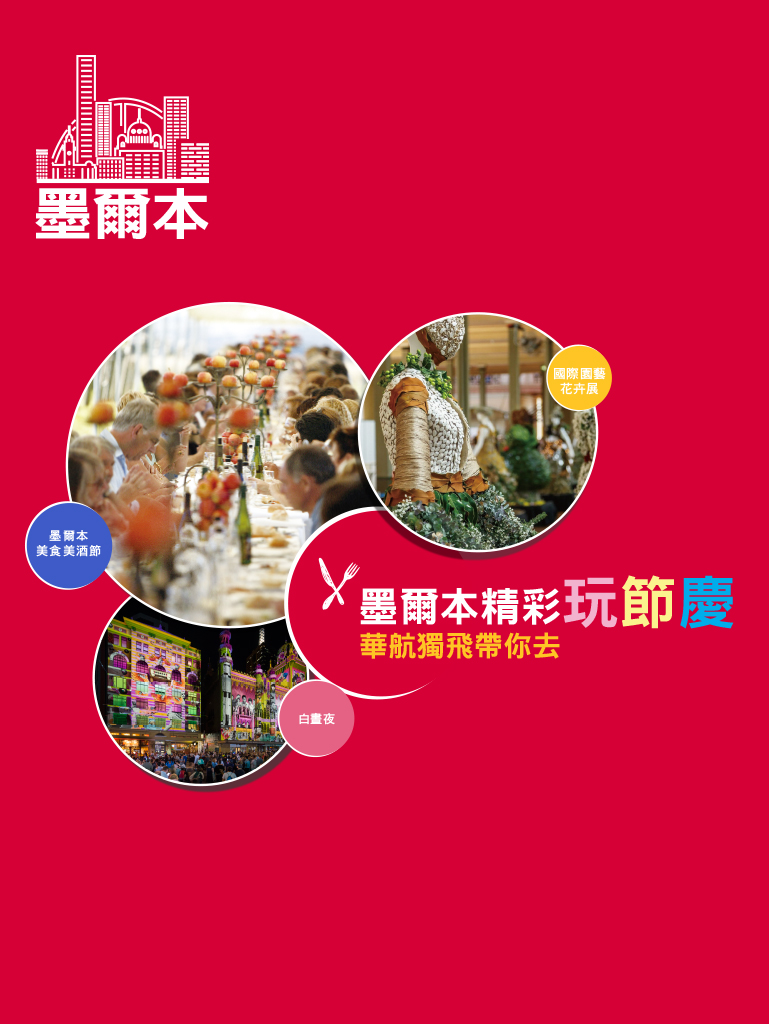 墨爾本
國際園藝
花卉展
墨爾本
美食美酒節
墨爾本精彩玩節慶
華航獨飛帶你去
白晝夜